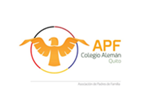 APF
Colegio Alemán
Quito
Asociación de Padres de Familia